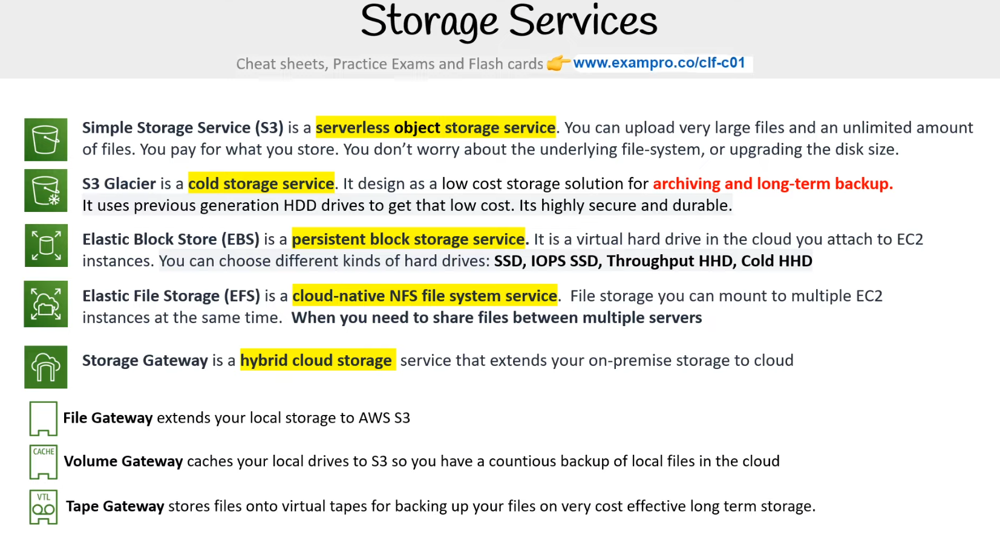 Storage Services
Cheat sheets, Practice Exams and Flash cards 👉 www.exampro.co/clf-c01
Simple Storage Service (S3) is a serverless object storage service. You can upload very large files and an unlimited amount
of files. You pay for what you store. You don’t worry about the underlying file-system, or upgrading the disk size.
S3 Glacier is a cold storage service. It design as a low cost storage solution for archiving and long-term backup.
It uses previous generation HDD drives to get that low cost. Its highly secure and durable.
Elastic Block Store (EBS) is a persistent block storage service. It is a virtual hard drive in the cloud you attach to EC2
instances. You can choose different kinds of hard drives: SSD, IOPS SSD, Throughput HHD, Cold HHD
Elastic File Storage (EFS) is a cloud-native NFS file system service. File storage you can mount to multiple EC2
instances at the same time. When you need to share files between multiple servers
Storage Gateway is a hybrid cloud storage service that extends your on-premise storage to cloud
File Gateway extends your local storage to AWS S3
CACHE
Volume Gateway caches your local drives to S3 so you have a countious backup of local files in the cloud
VTL
Tape Gateway stores files onto virtual tapes for backing up your files on very cost effective long term storage.